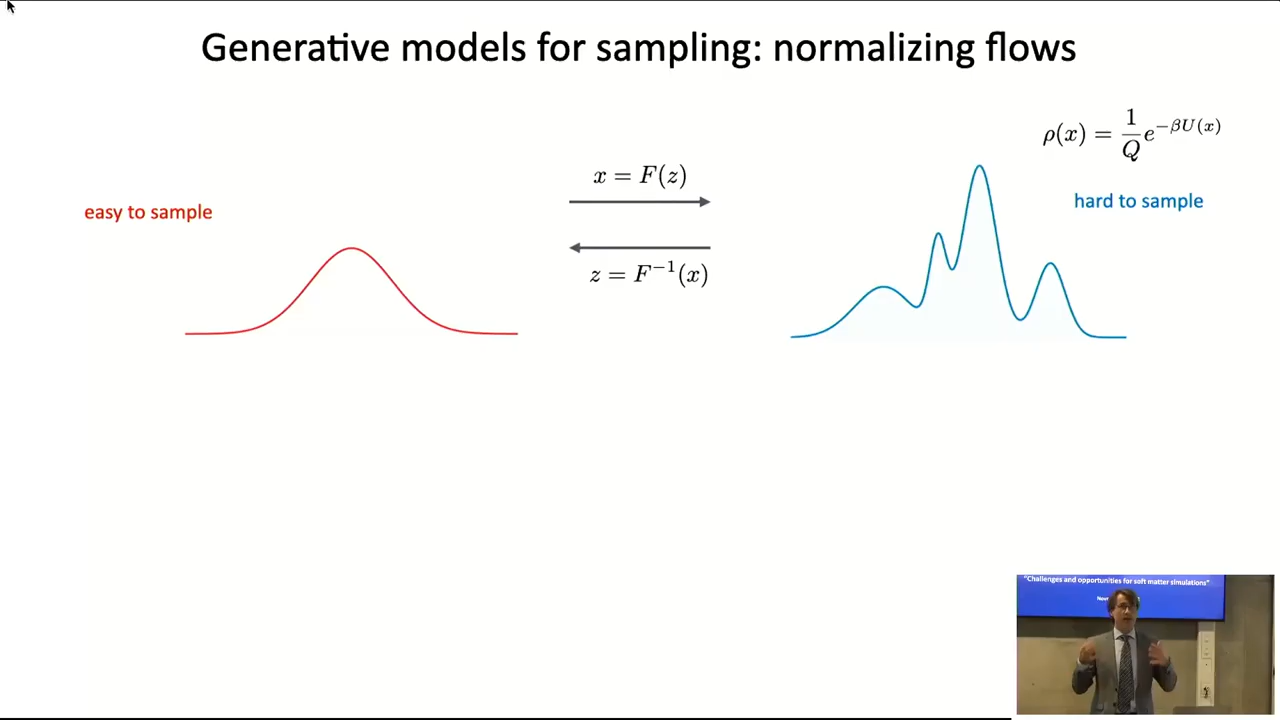 Generative models for sampling: normalizing flows
ρ(x) = 1/Q e^{-βU(x)}
x = F(z)
hard to sample
easy to sample
z = F^{-1}(x)
"Challenges and opportunities for soft matter simulations"